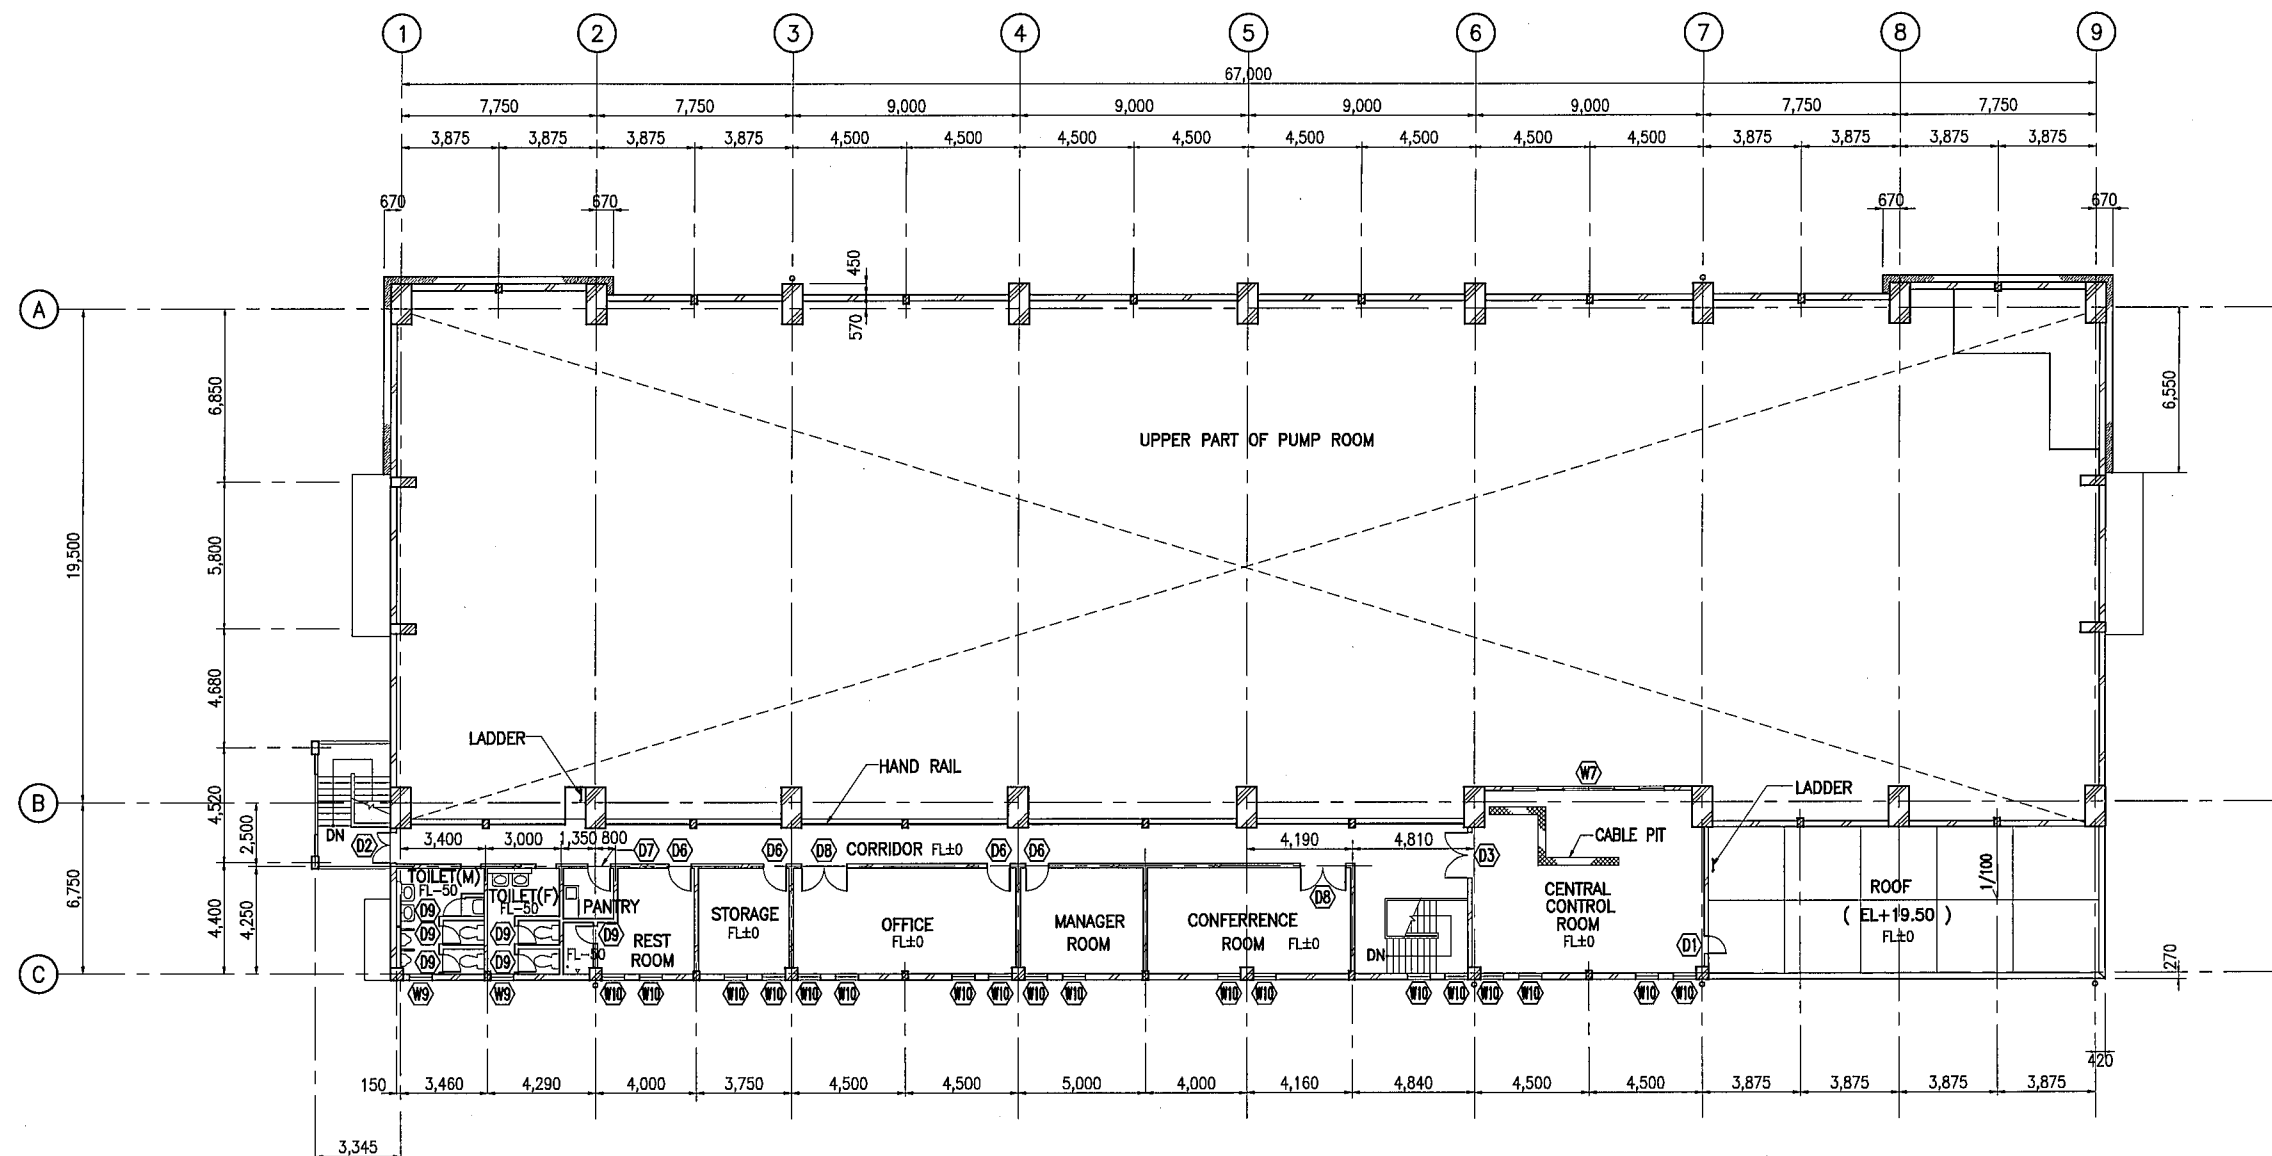 1 2 3 4 5 6 7 8 9
67,000
7,750 7,750 9,000 9,000 9,000 9,000 7,750 7,750
3,875 3,875 3,875 3,875 4,500 4,500 4,500 4,500 4,500 4,500 4,500 4,500 3,875 3,875 3,875 3,875
670 670 670 670
450
570
A
B
C
19,500
6,750
6,850
5,800
4,680
4,520
4,400
2,500
4,250
6,550
UPPER PART OF PUMP ROOM
LADDER
HAND RAIL
W7
LADDER
CABLE PIT
DN
D2
3,400 3,000 1,350 800
D7 D6 D6 D8
CORRIDOR FL±0
D6 D6
4,190 4,810
D3
TOILET(M)
FL-50
TOILET(F)
FL-50
D9
D9
D9
D9
D9
PANTRY
D9
FL-50
REST
ROOM
STORAGE
FL±0
OFFICE
FL±0
MANAGER
ROOM
CONFERRENCE
ROOM FL±0
D8
DN
CENTRAL
CONTROL
ROOM
FL±0
D1
ROOF
( EL+19.50 )
FL±0
1/100
270
W9 W9 W10 W10 W10 W10 W10 W10 W10 W10 W10 W10 W10 W10 W10 W10 W10 W10 W10 W10
420
150 3,460 4,290 4,000 3,750 4,500 4,500 5,000 4,000 4,160 4,840 4,500 4,500 3,875 3,875 3,875 3,875
3,345